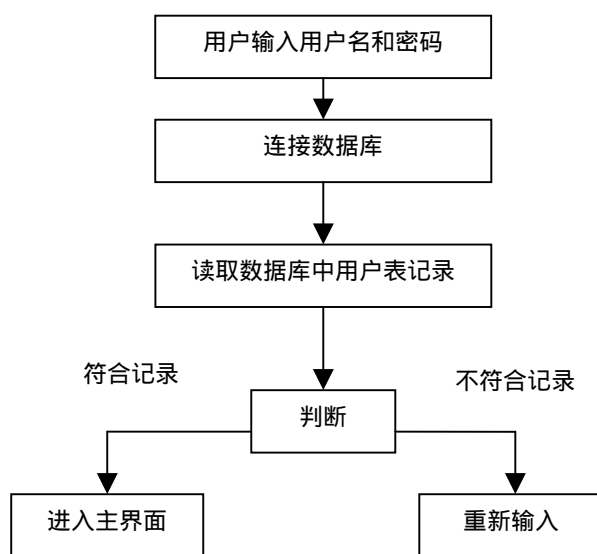 用户输入用户名和密码
连接数据库
读取数据库中用户表记录
符合记录
不符合记录
判断
进入主界面
重新输入